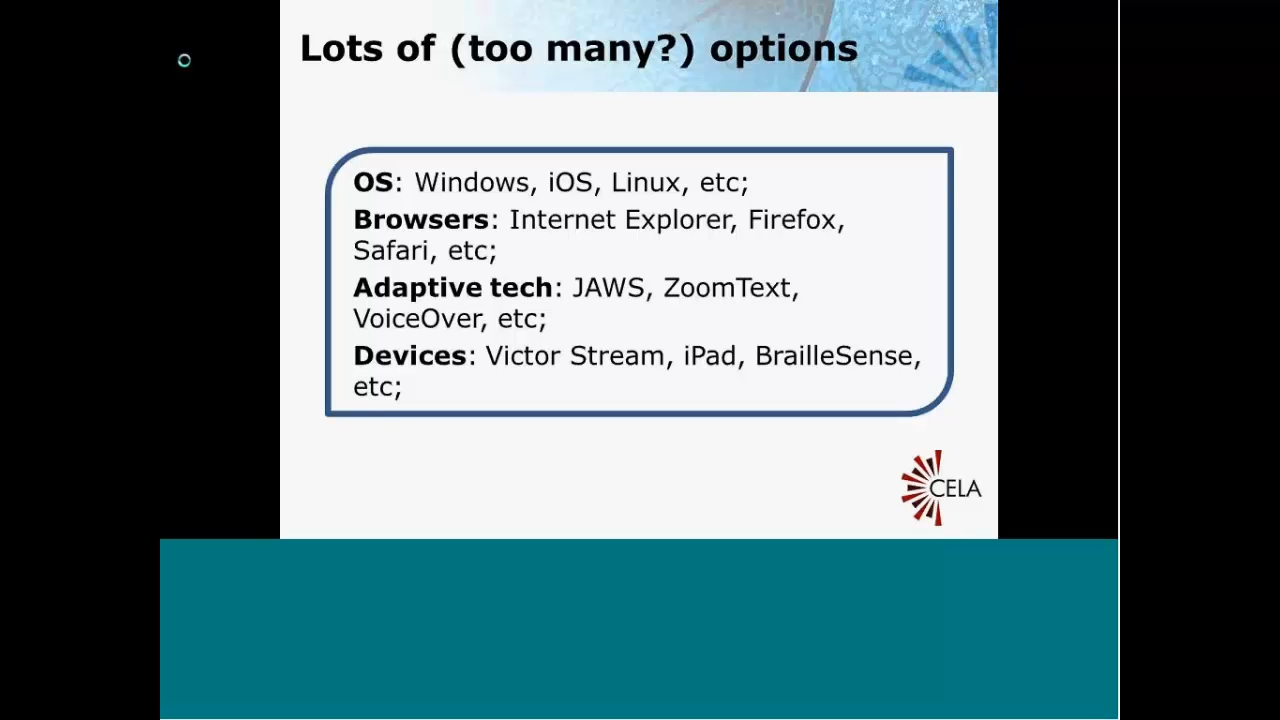 Lots of (too many?) options
OS: Windows, iOS, Linux, etc;
Browsers: Internet Explorer, Firefox,
Safari, etc;
Adaptive tech: JAWS, ZoomText,
VoiceOver, etc;
Devices: Victor Stream, iPad, BrailleSense,
etc;
CELA